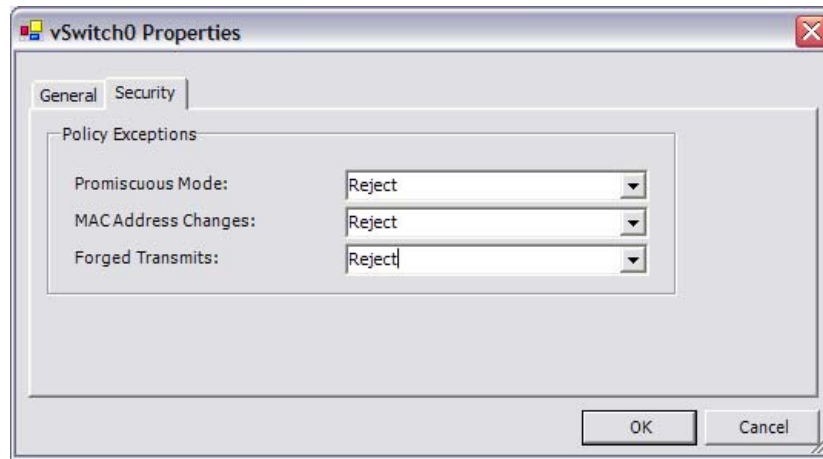 vSwitch0 Properties
General Security
Policy Exceptions
Promiscuous Mode: Reject
MAC Address Changes: Reject
Forged Transmits: Reject
OK Cancel